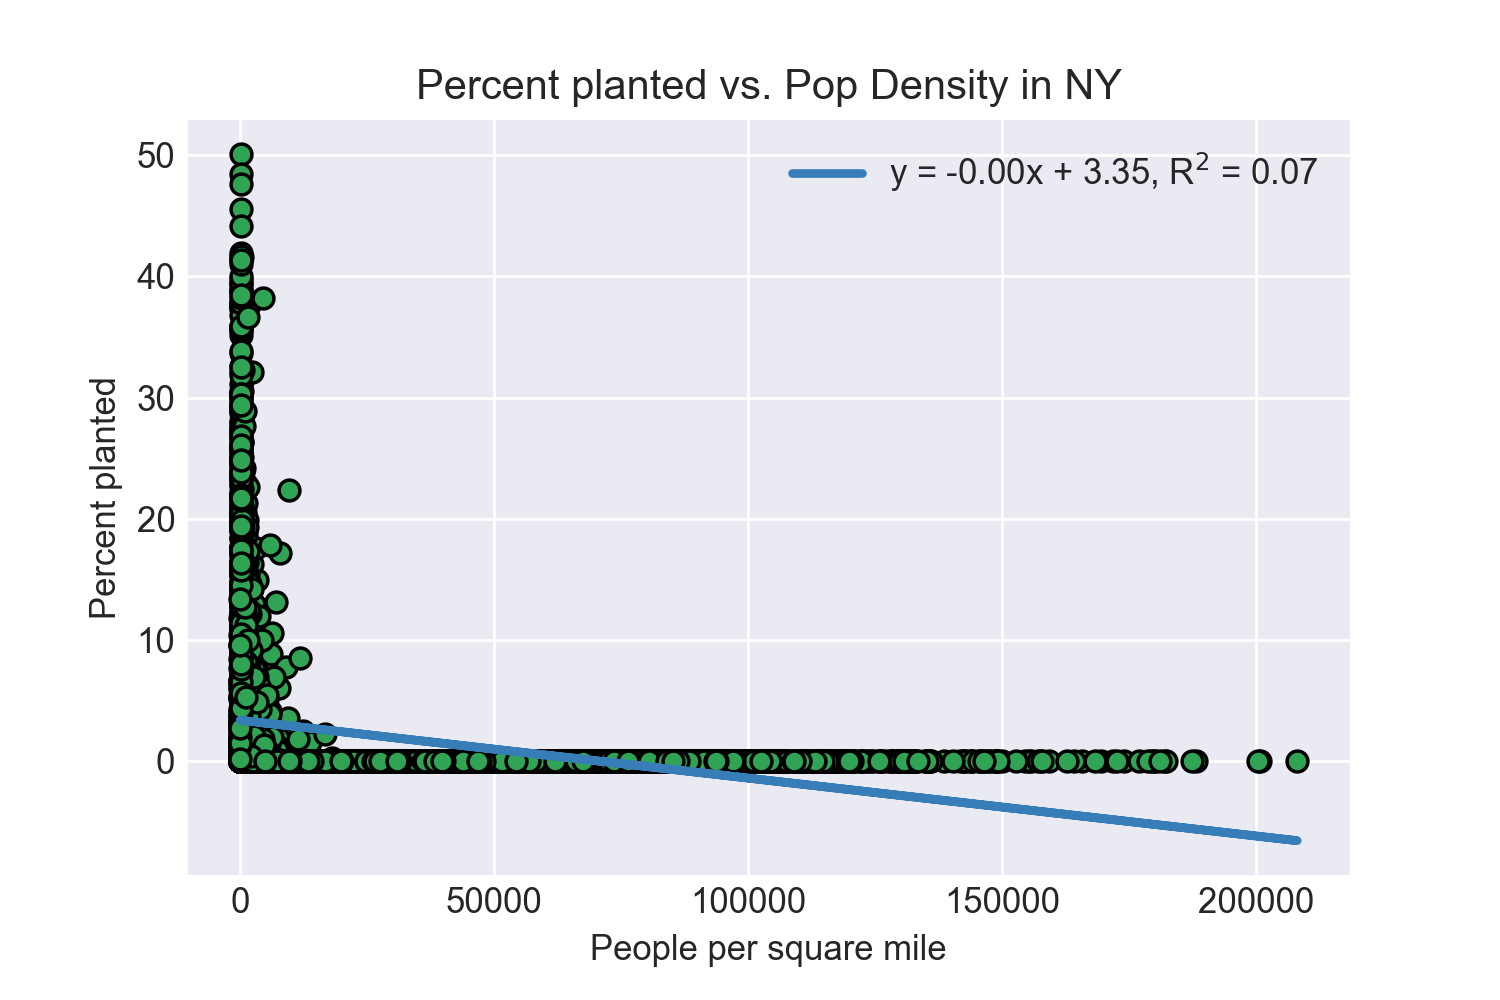 Percent planted vs. Pop Density in NY
y = -0.00x + 3.35, R² = 0.07
50
40
30
20
10
0
Percent planted
0 50000 100000 150000 200000
People per square mile